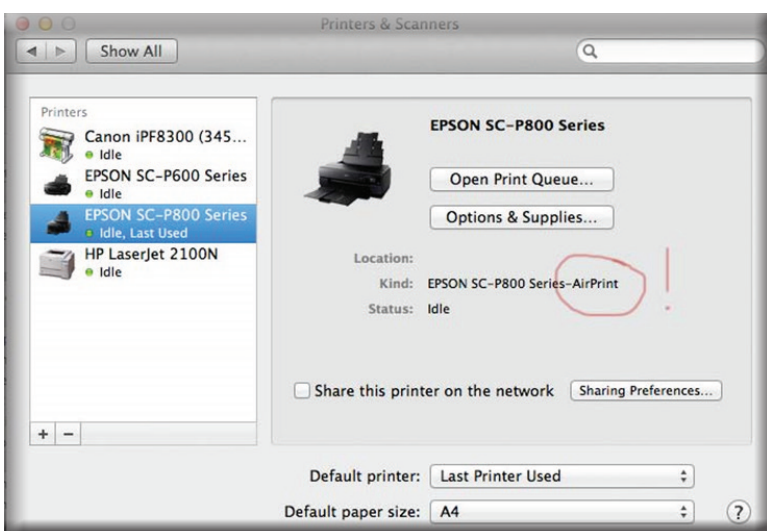 Printers & Scanners
Show All
Printers
Canon iPF8300 (345...
Idle
EPSON SC-P600 Series
Idle
EPSON SC-P800 Series
Idle, Last Used
HP LaserJet 2100N
Idle
+ −
EPSON SC-P800 Series
Open Print Queue...
Options & Supplies...
Location:
Kind: EPSON SC-P800 Series-AirPrint !
Status: Idle
Share this printer on the network Sharing Preferences...
Default printer: Last Printer Used
Default paper size: A4 ?